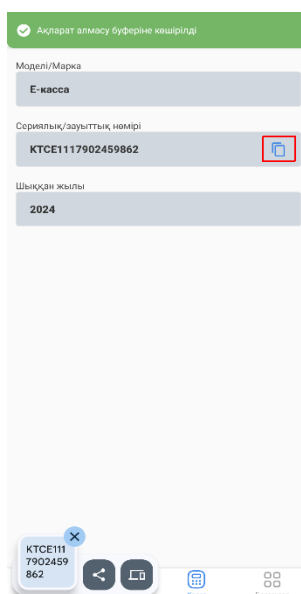 Ақпарат алмасу буферіне көшірілді
Моделі/Марка
Е-касса
Сериялық/зауыттық нөмірі
KTCE1117902459862
Шыққан жылы
2024
KTCE111
7902459
862